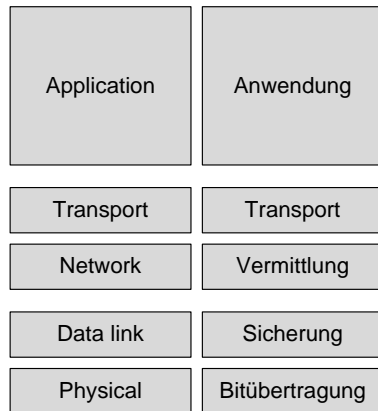 Application
Anwendung
Transport
Transport
Network
Vermittlung
Data link
Sicherung
Physical
Bitübertragung